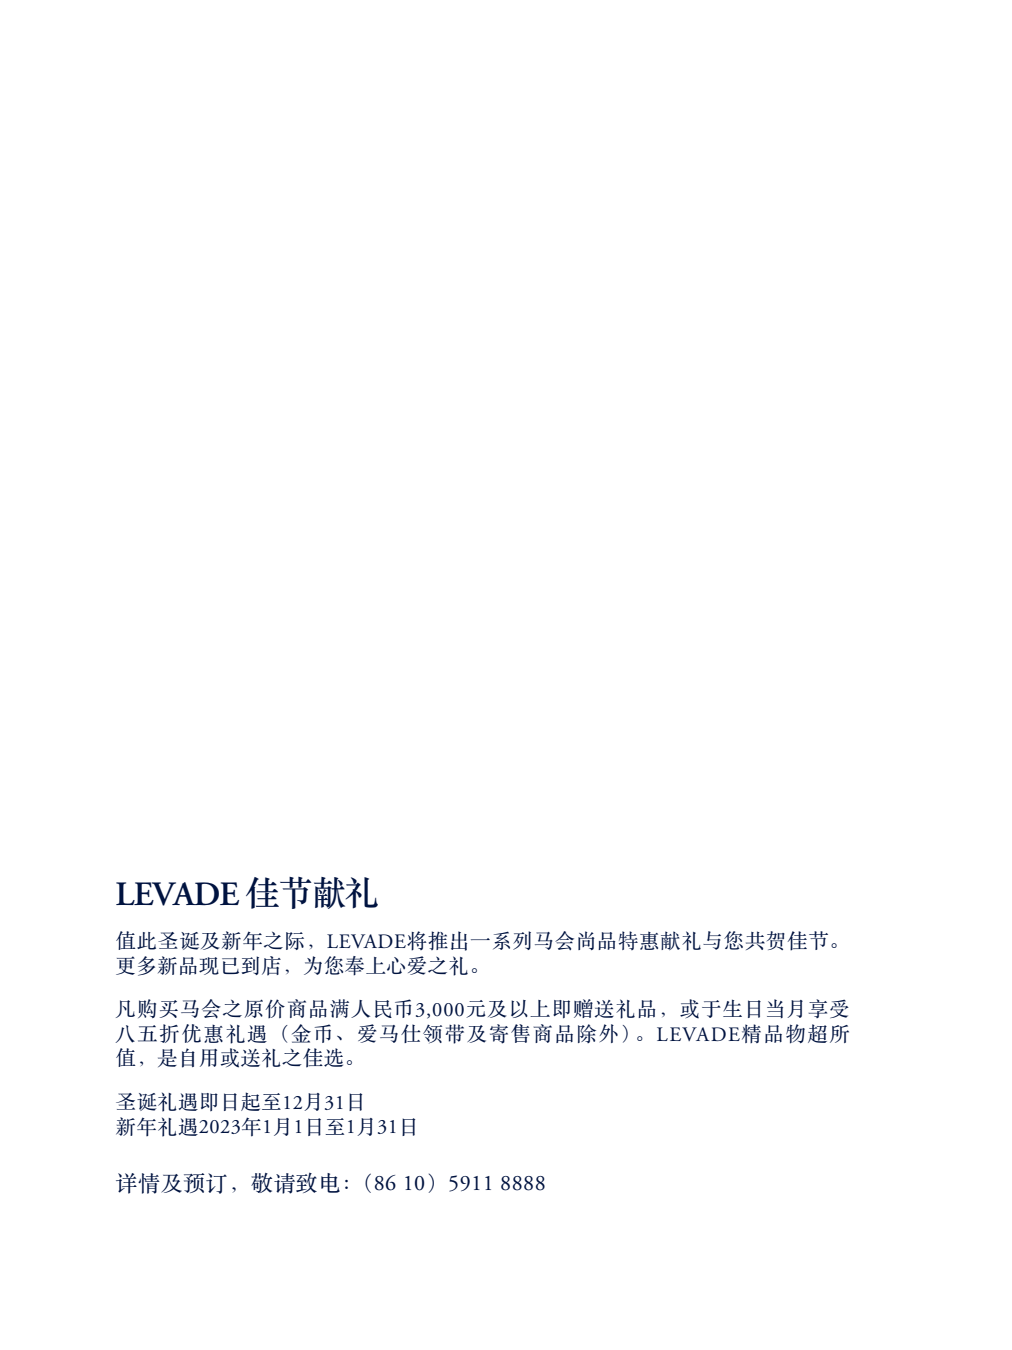 LEVADE 佳节献礼
值此圣诞及新年之际，LEVADE将推出一系列马会尚品特惠献礼与您共贺佳节。
更多新品现已到店，为您奉上心爱之礼。
凡购买马会之原价商品满人民币3,000元及以上即赠送礼品，或于生日当月享受
八五折优惠礼遇（金币、爱马仕领带及寄售商品除外）。LEVADE精品物超所
值，是自用或送礼之佳选。
圣诞礼遇即日起至12月31日
新年礼遇2023年1月1日至1月31日
详情及预订，敬请致电：（86 10）5911 8888